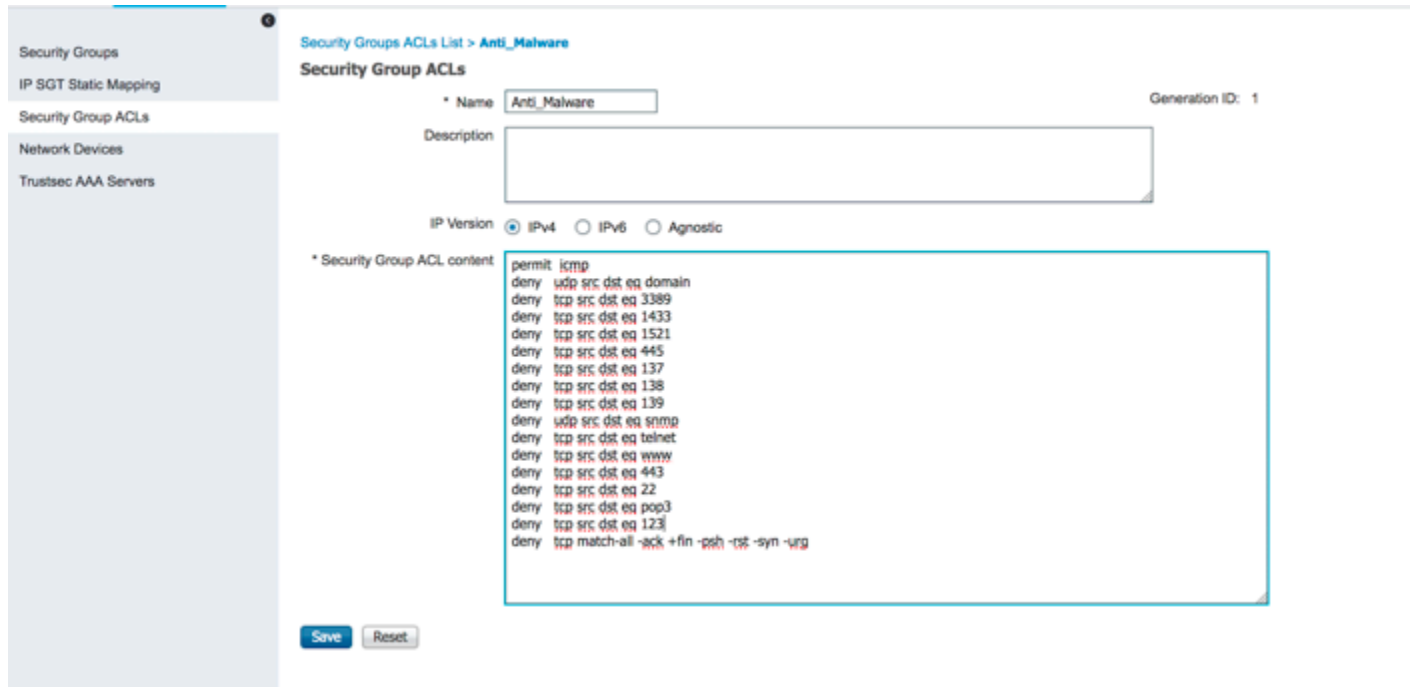 Security Groups
IP SGT Static Mapping
Security Group ACLs
Network Devices
Trustsec AAA Servers
Security Groups ACLs List > Anti_Malware
Security Group ACLs
* Name Anti_Malware Generation ID: 1
Description
IP Version IPv4 IPv6 Agnostic
* Security Group ACL content
permit icmp
deny udp src dst eq domain
deny tcp src dst eq 3389
deny tcp src dst eq 1433
deny tcp src dst eq 1521
deny tcp src dst eq 445
deny tcp src dst eq 137
deny tcp src dst eq 138
deny tcp src dst eq 139
deny udp src dst eq snmp
deny tcp src dst eq telnet
deny tcp src dst eq www
deny tcp src dst eq 443
deny tcp src dst eq 22
deny tcp src dst eq pop3
deny tcp src dst eq 123
deny tcp match-all -ack +fin -psh -rst -syn -urg
Save Reset